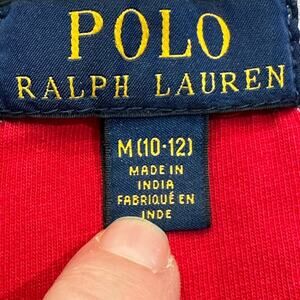 POLO
RALPH LAUREN
M (10-12)
MADE IN
INDIA
FABRIQUÉ EN
INDE